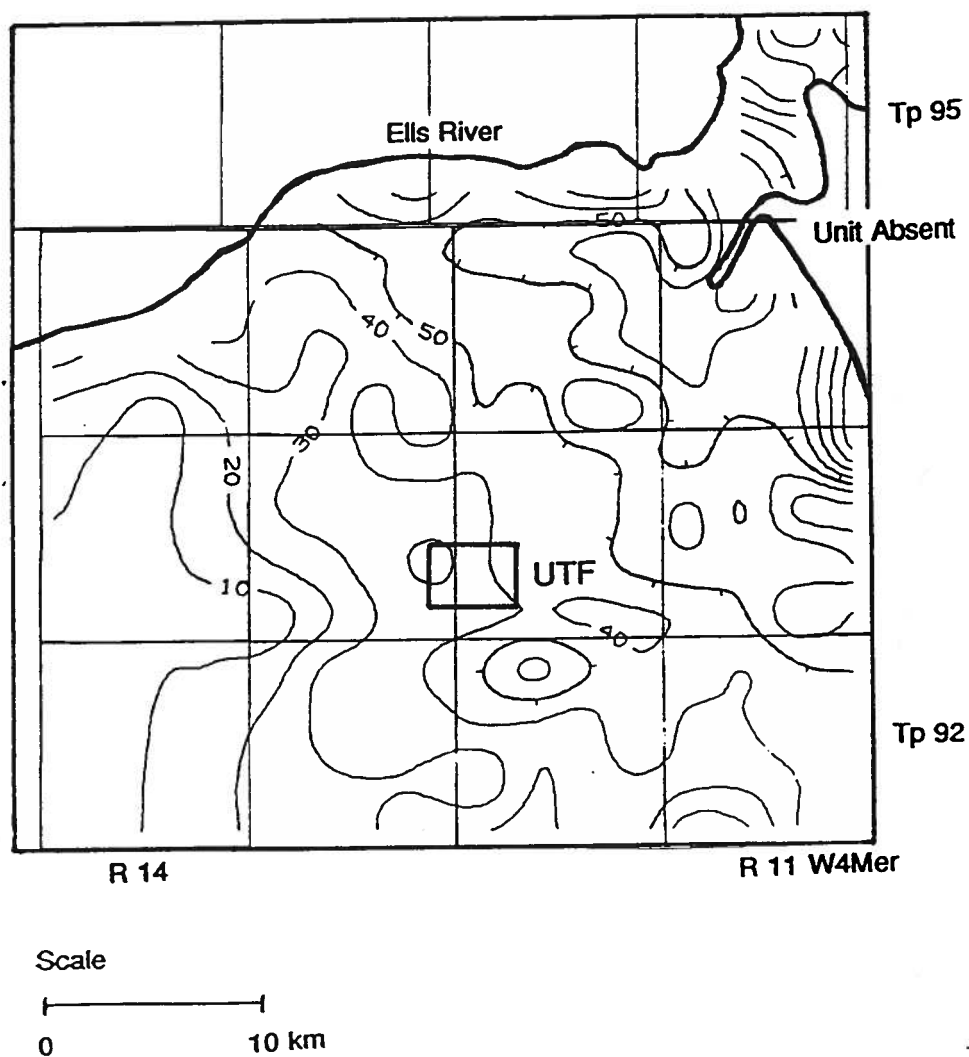 Tp 95
Ells River
50
Unit Absent
40
50
30
20
0
UTF
10
40
Tp 92
R 14
R 11 W4Mer
Scale
0
10 km